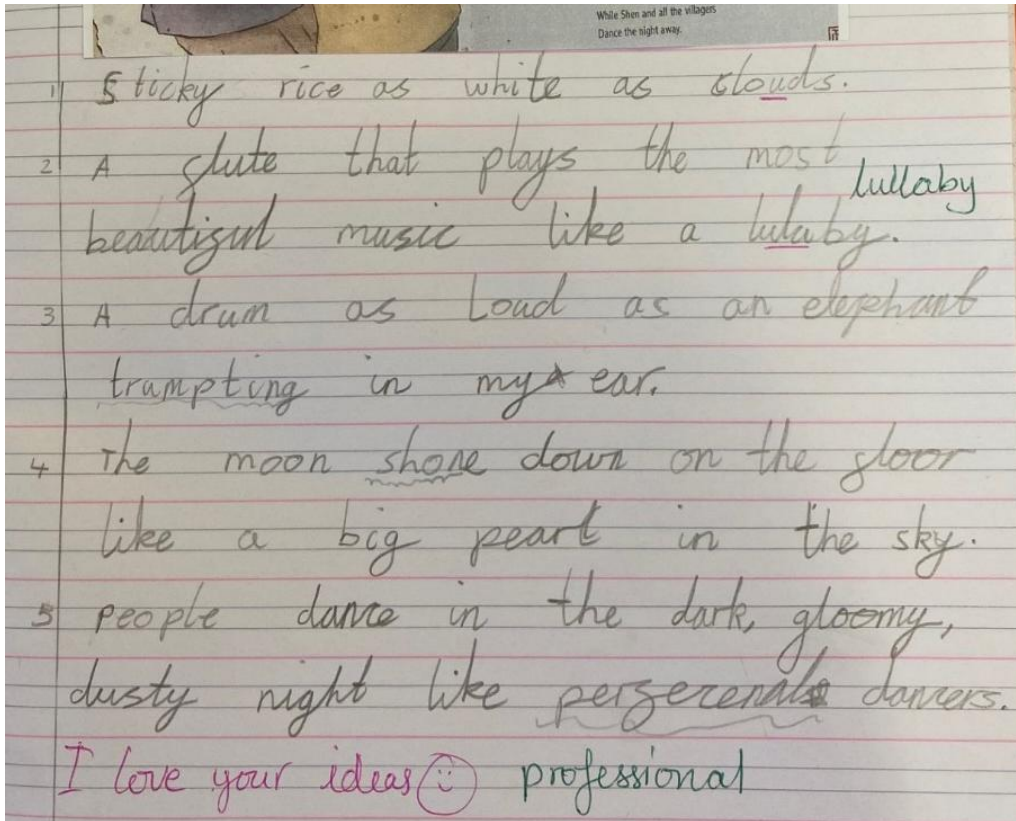 While Shen and all the villagers
Dance the night away.
1 Sticky rice as white as clouds.
2 A flute that plays the most
lullaby
beautiful music like a lulaby.
3 A drum as loud as an elephant
trampting in my ear.
4 The moon shone down on the floor
like a big pearl in the sky.
5 people dance in the dark, gloomy,
dusty night like perferenal dancers.
I love your ideas professional